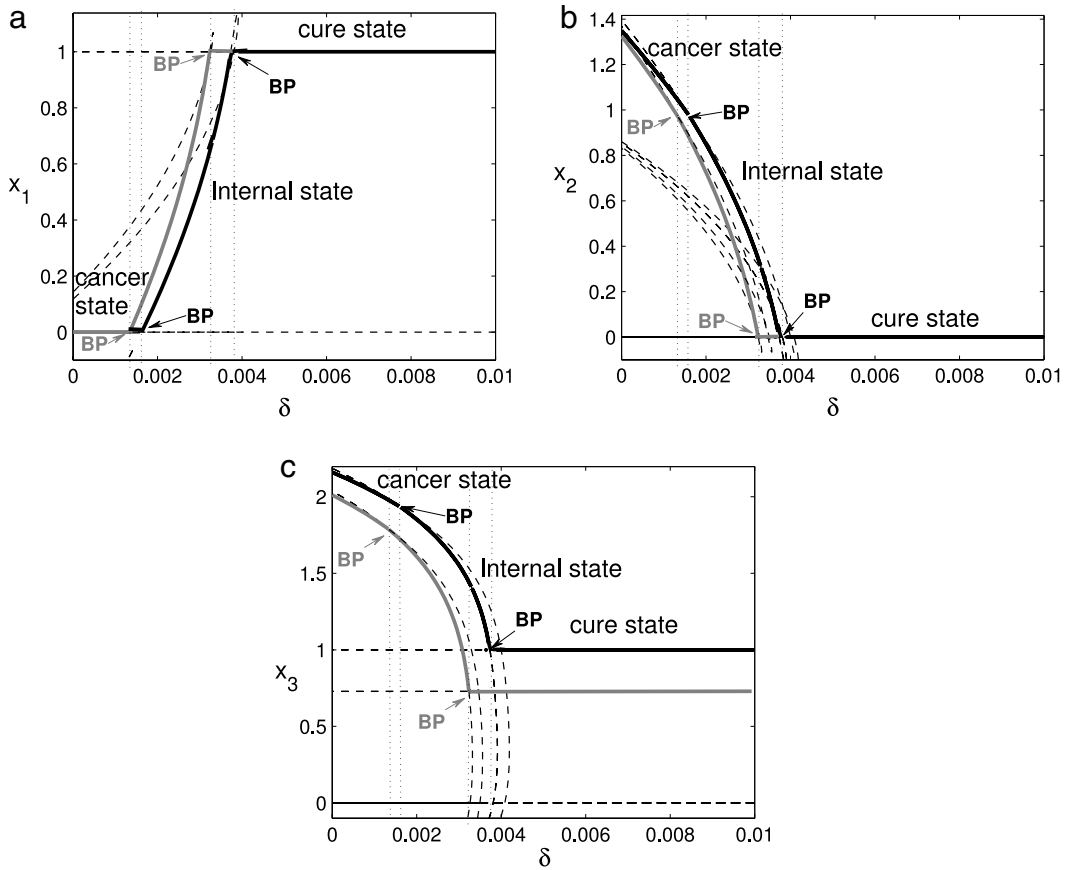 a
cure state
BP
BP
Internal state
cancer
state
BP
BP
x_1
1
0.8
0.6
0.4
0.2
0
0 0.002 0.004 0.006 0.008 0.01
δ
b
cancer state
BP
BP
Internal state
BP
BP
cure state
x_2
1.4
1.2
1
0.8
0.6
0.4
0.2
0
0 0.002 0.004 0.006 0.008 0.01
δ
c
cancer state
BP
BP
Internal state
BP
cure state
BP
x_3
2
1.5
1
0.5
0
0 0.002 0.004 0.006 0.008 0.01
δ